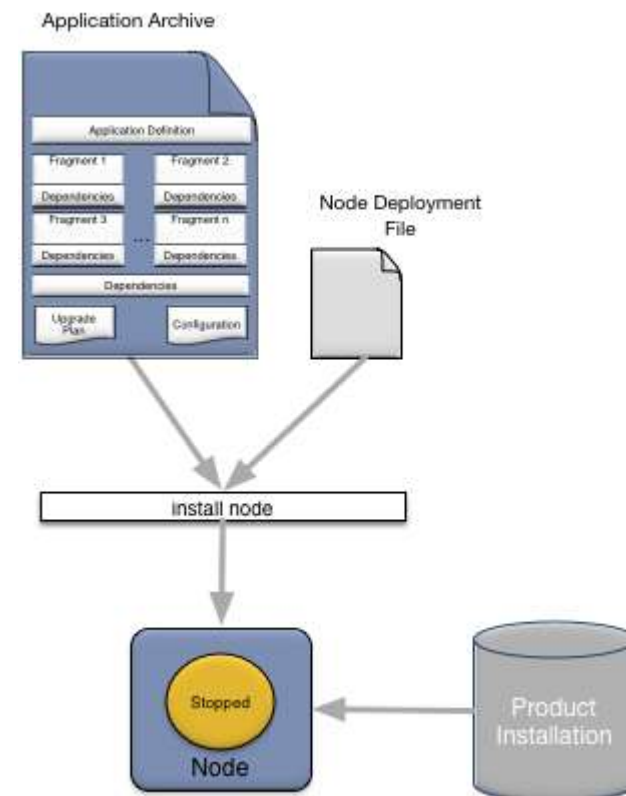 Application Archive
Application Definition
Fragment 1
Fragment 2
Dependencies
Dependencies
Fragment 3
...
Fragment n
Dependencies
Dependencies
Dependencies
Upgrade
Plan
Configuration
Node Deployment
File
install node
Stopped
Node
Product
Installation